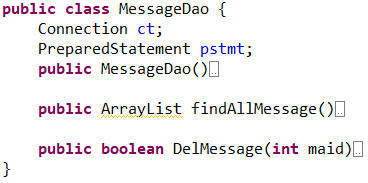 public class MessageDao {
Connection ct;
PreparedStatement pstmt;
public MessageDao()
public ArrayList findAllMessage()
public boolean DelMessage(int maid)
}